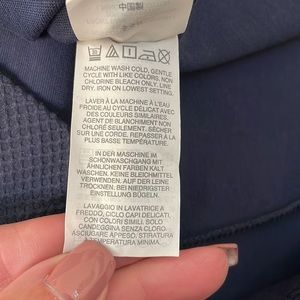 中国製
MACHINE WASH COLD, GENTLE
CYCLE WITH LIKE COLORS. NON
CHLORINE BLEACH ONLY. LINE
DRY. IRON ON LOWEST SETTING
LAVER À LA MACHINE À L'EAU
FROIDE AU CYCLE DÉLICAT AVEC
DES COULEURS SIMILAIRES.
AGENT DE BLANCHIMENT NON
CHLORÉ SEULEMENT. SÉCHER
SUR CORDE. REPASSER À LA
PLUS BASSE TEMPÉRATURE.
IN DER MASCHINE IM
SCHONWASCHGANG MIT
ÄHNLICHEN FARBEN KALT
WASCHEN. KEINE BLEICHMITTEL
VERWENDEN. AUF DER LEINE
TROCKNEN. BEI NIEDRIGSTER
EINSTELLUNG BÜGELN.
LAVAGGIO IN LAVATRICE A
FREDDO, CICLO CAPI DELICATI,
CON COLORI SIMILI. SOLO
CANDEGGINA SENZA CLORO.
ASCIUGARE APPESO. STIRARE A
TEMPERATURA MINIMA.